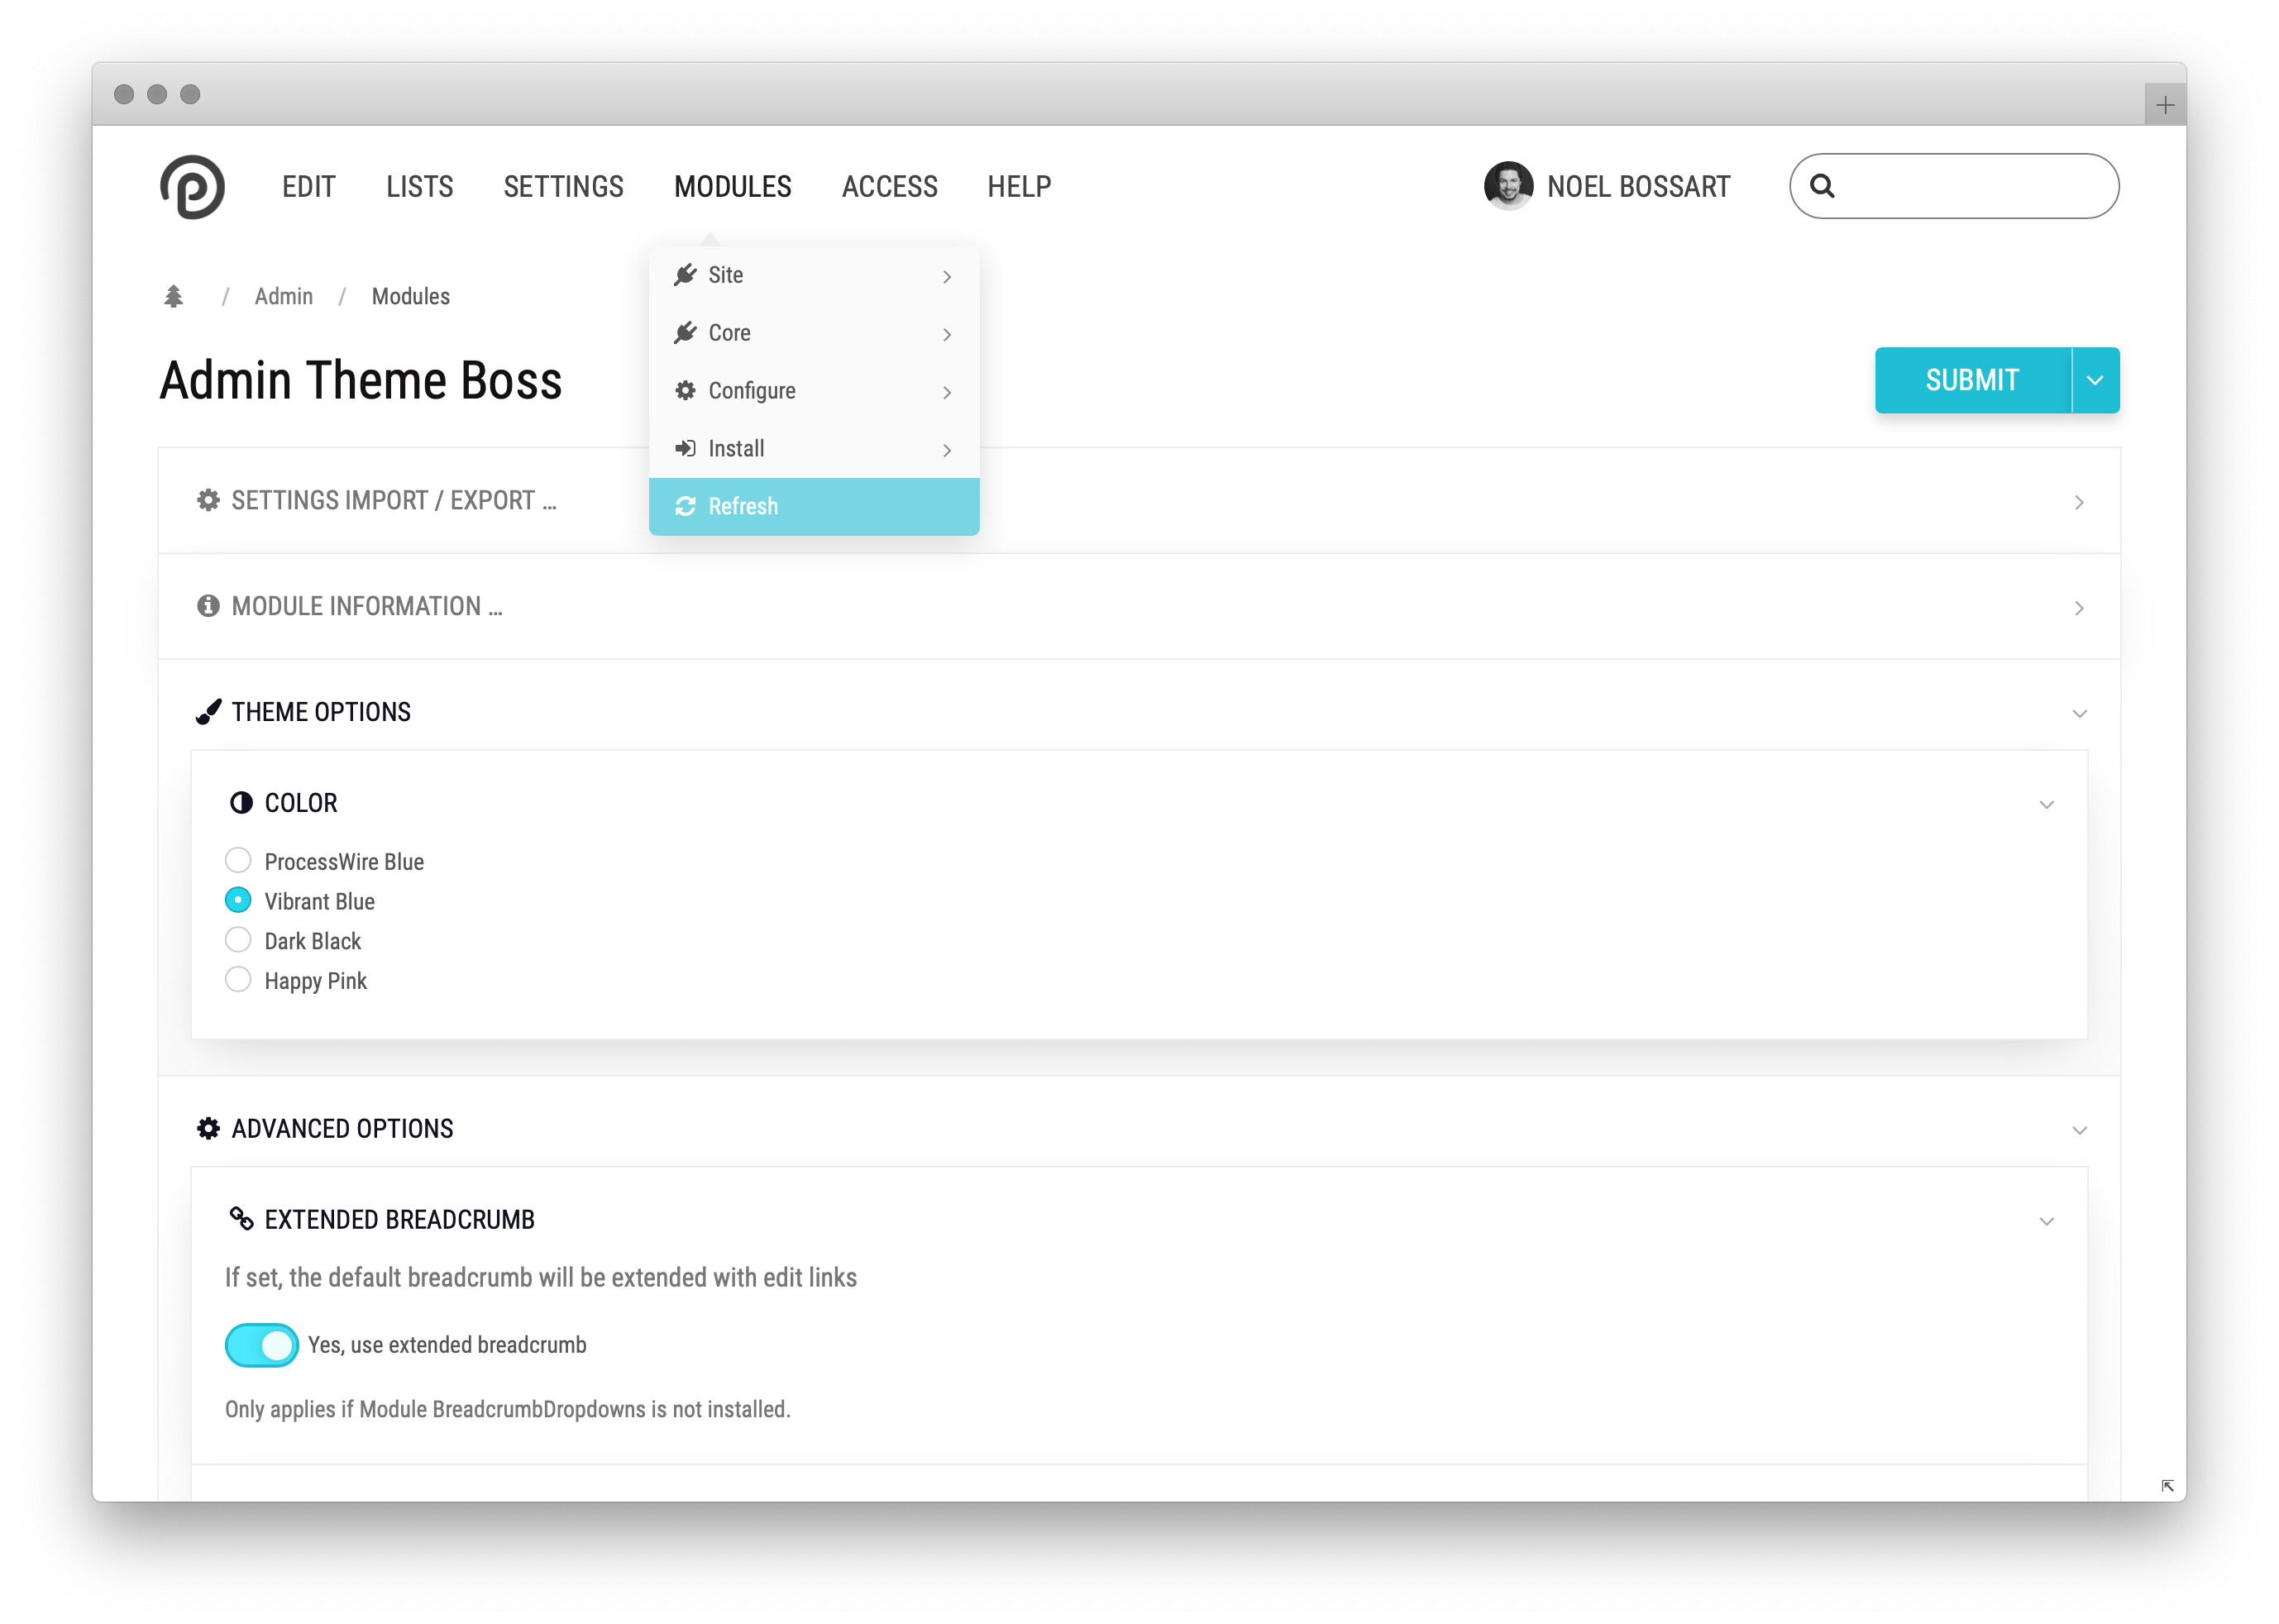 EDIT LISTS SETTINGS MODULES ACCESS HELP NOEL BOSSART
/ Admin / Modules
Site
Core
Configure
Install
Refresh
Admin Theme Boss
SUBMIT
SETTINGS IMPORT / EXPORT ...
MODULE INFORMATION ...
THEME OPTIONS
COLOR
ProcessWire Blue
Vibrant Blue
Dark Black
Happy Pink
ADVANCED OPTIONS
EXTENDED BREADCRUMB
If set, the default breadcrumb will be extended with edit links
Yes, use extended breadcrumb
Only applies if Module BreadcrumbDropdowns is not installed.